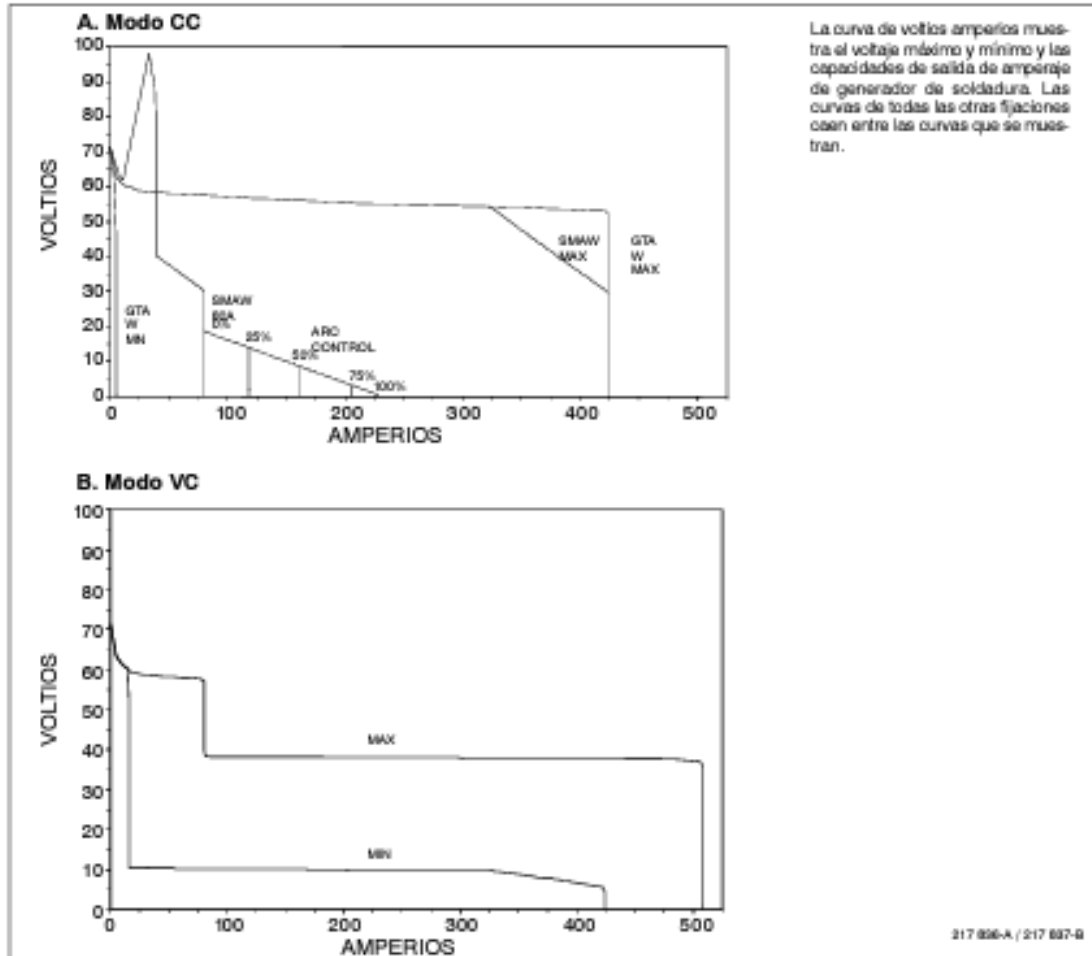 A. Modo CC
100
90
80
70
60
50
40
30
20
10
0
VOLTIOS
GTA
W
MN
SMAW
80A
0%
25%
50%
75%
100%
ARC
CONTROL
SMAW
MAX
GTA
W
MAX
0
100
200
300
400
500
AMPERIOS
La curva de voltios amperios mues-
tra el voltaje máximo y mínimo y las
capacidades de salida de amperaje
de generador de soldadura. Las
curvas de todas las otras fijaciones
caen entre las curvas que se mues-
tran.
B. Modo VC
100
90
80
70
60
50
40
30
20
10
0
VOLTIOS
MAX
MIN
0
100
200
300
400
500
AMPERIOS
217 / 217